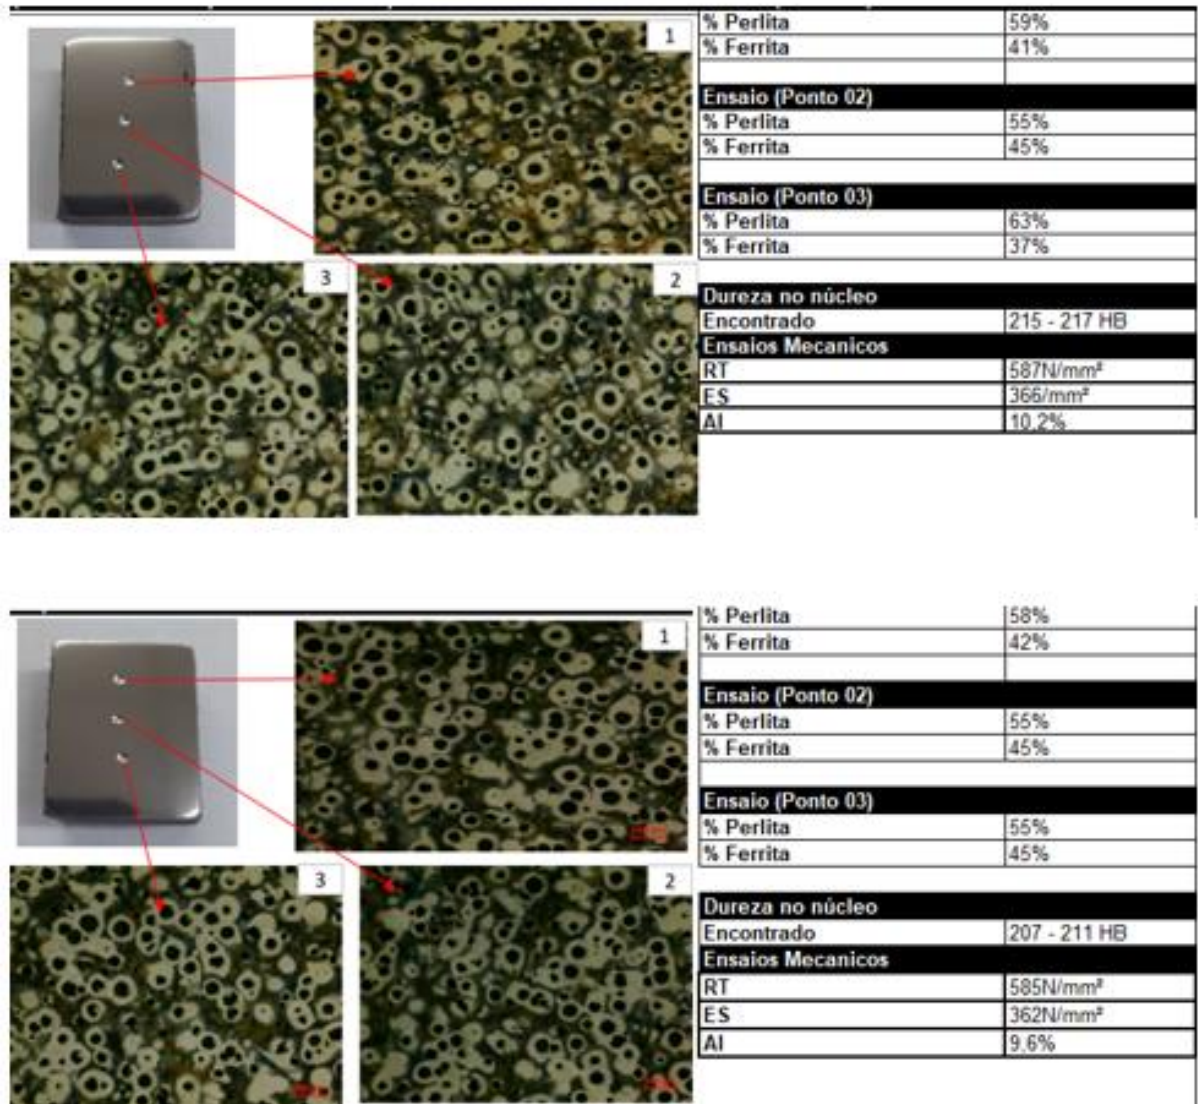 1
% Perlita 59%
% Ferrita 41%
Ensaio (Ponto 02)
% Perlita 55%
% Ferrita 45%
Ensaio (Ponto 03)
% Perlita 63%
% Ferrita 37%
3
2
Dureza no núcleo
Encontrado 215 - 217 HB
Ensaios Mecanicos
RT 587N/mm²
ES 366/mm²
Al 10,2%
1
% Perlita 58%
% Ferrita 42%
Ensaio (Ponto 02)
% Perlita 55%
% Ferrita 45%
Ensaio (Ponto 03)
% Perlita 55%
% Ferrita 45%
3
2
Dureza no núcleo
Encontrado 207 - 211 HB
Ensaios Mecanicos
RT 585N/mm²
ES 362N/mm²
Al 9,6%